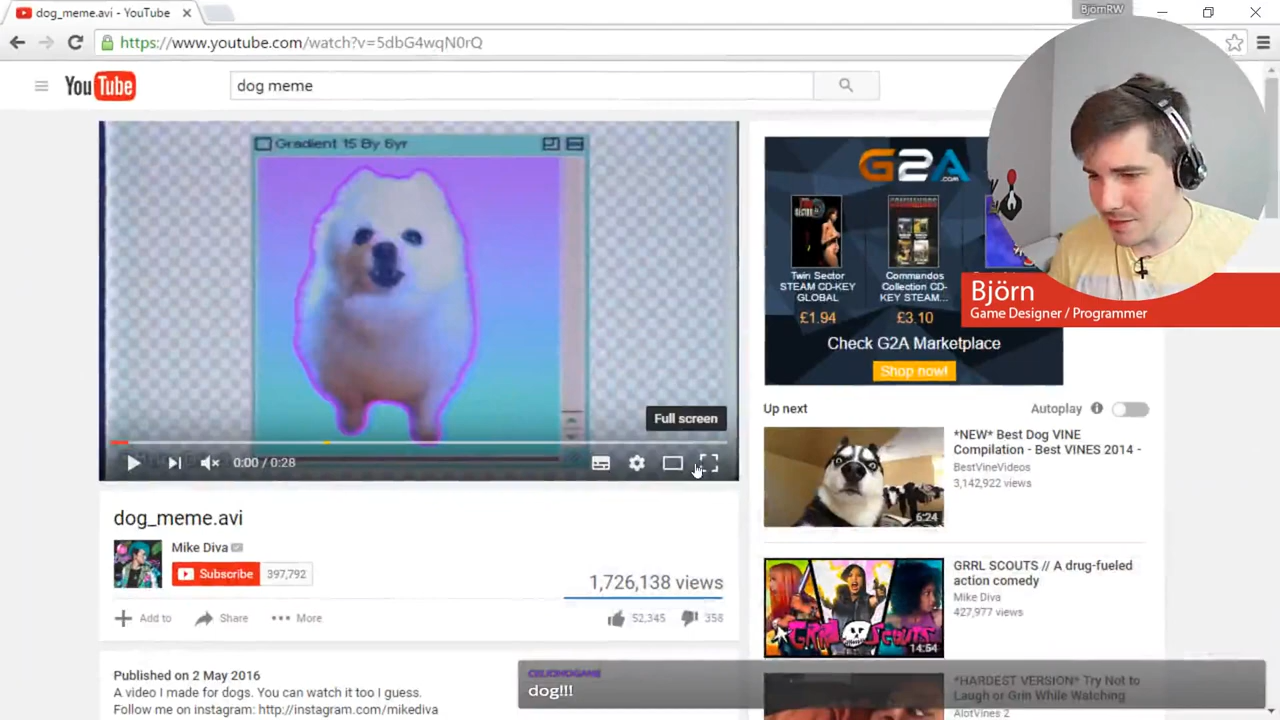 dog_meme.avi - YouTube
BjornRW
https://www.youtube.com/watch?v=5dbG4wqN0rQ
YouTube
dog meme
Gradient 15 By 6yr
Full screen
0:00 / 0:28
G2A
.com
Twin Sector
STEAM CD-KEY
GLOBAL
£1.94
Commandos
Collection CD-
KEY STEAM...
£3.10
Check G2A Marketplace
Shop now!
Björn
Game Designer / Programmer
Up next
Autoplay
*NEW* Best Dog VINE
Compilation - Best VINES 2014 -
BestVineVideos
3,142,922 views
6:24
GRRL SCOUTS // A drug-fueled
action comedy
Mike Diva
427,977 views
GRRL SCOUTS
14:54
*HARDEST VERSION* Try Not to
Laugh or Grin While Watching
AlotVines 2
dog_meme.avi
Mike Diva
Subscribe 397,792
1,726,138 views
Add to Share More 52,345 358
Published on 2 May 2016
A video I made for dogs. You can watch it too I guess.
Follow me on instagram: http://instagram.com/mikediva
dog!!!